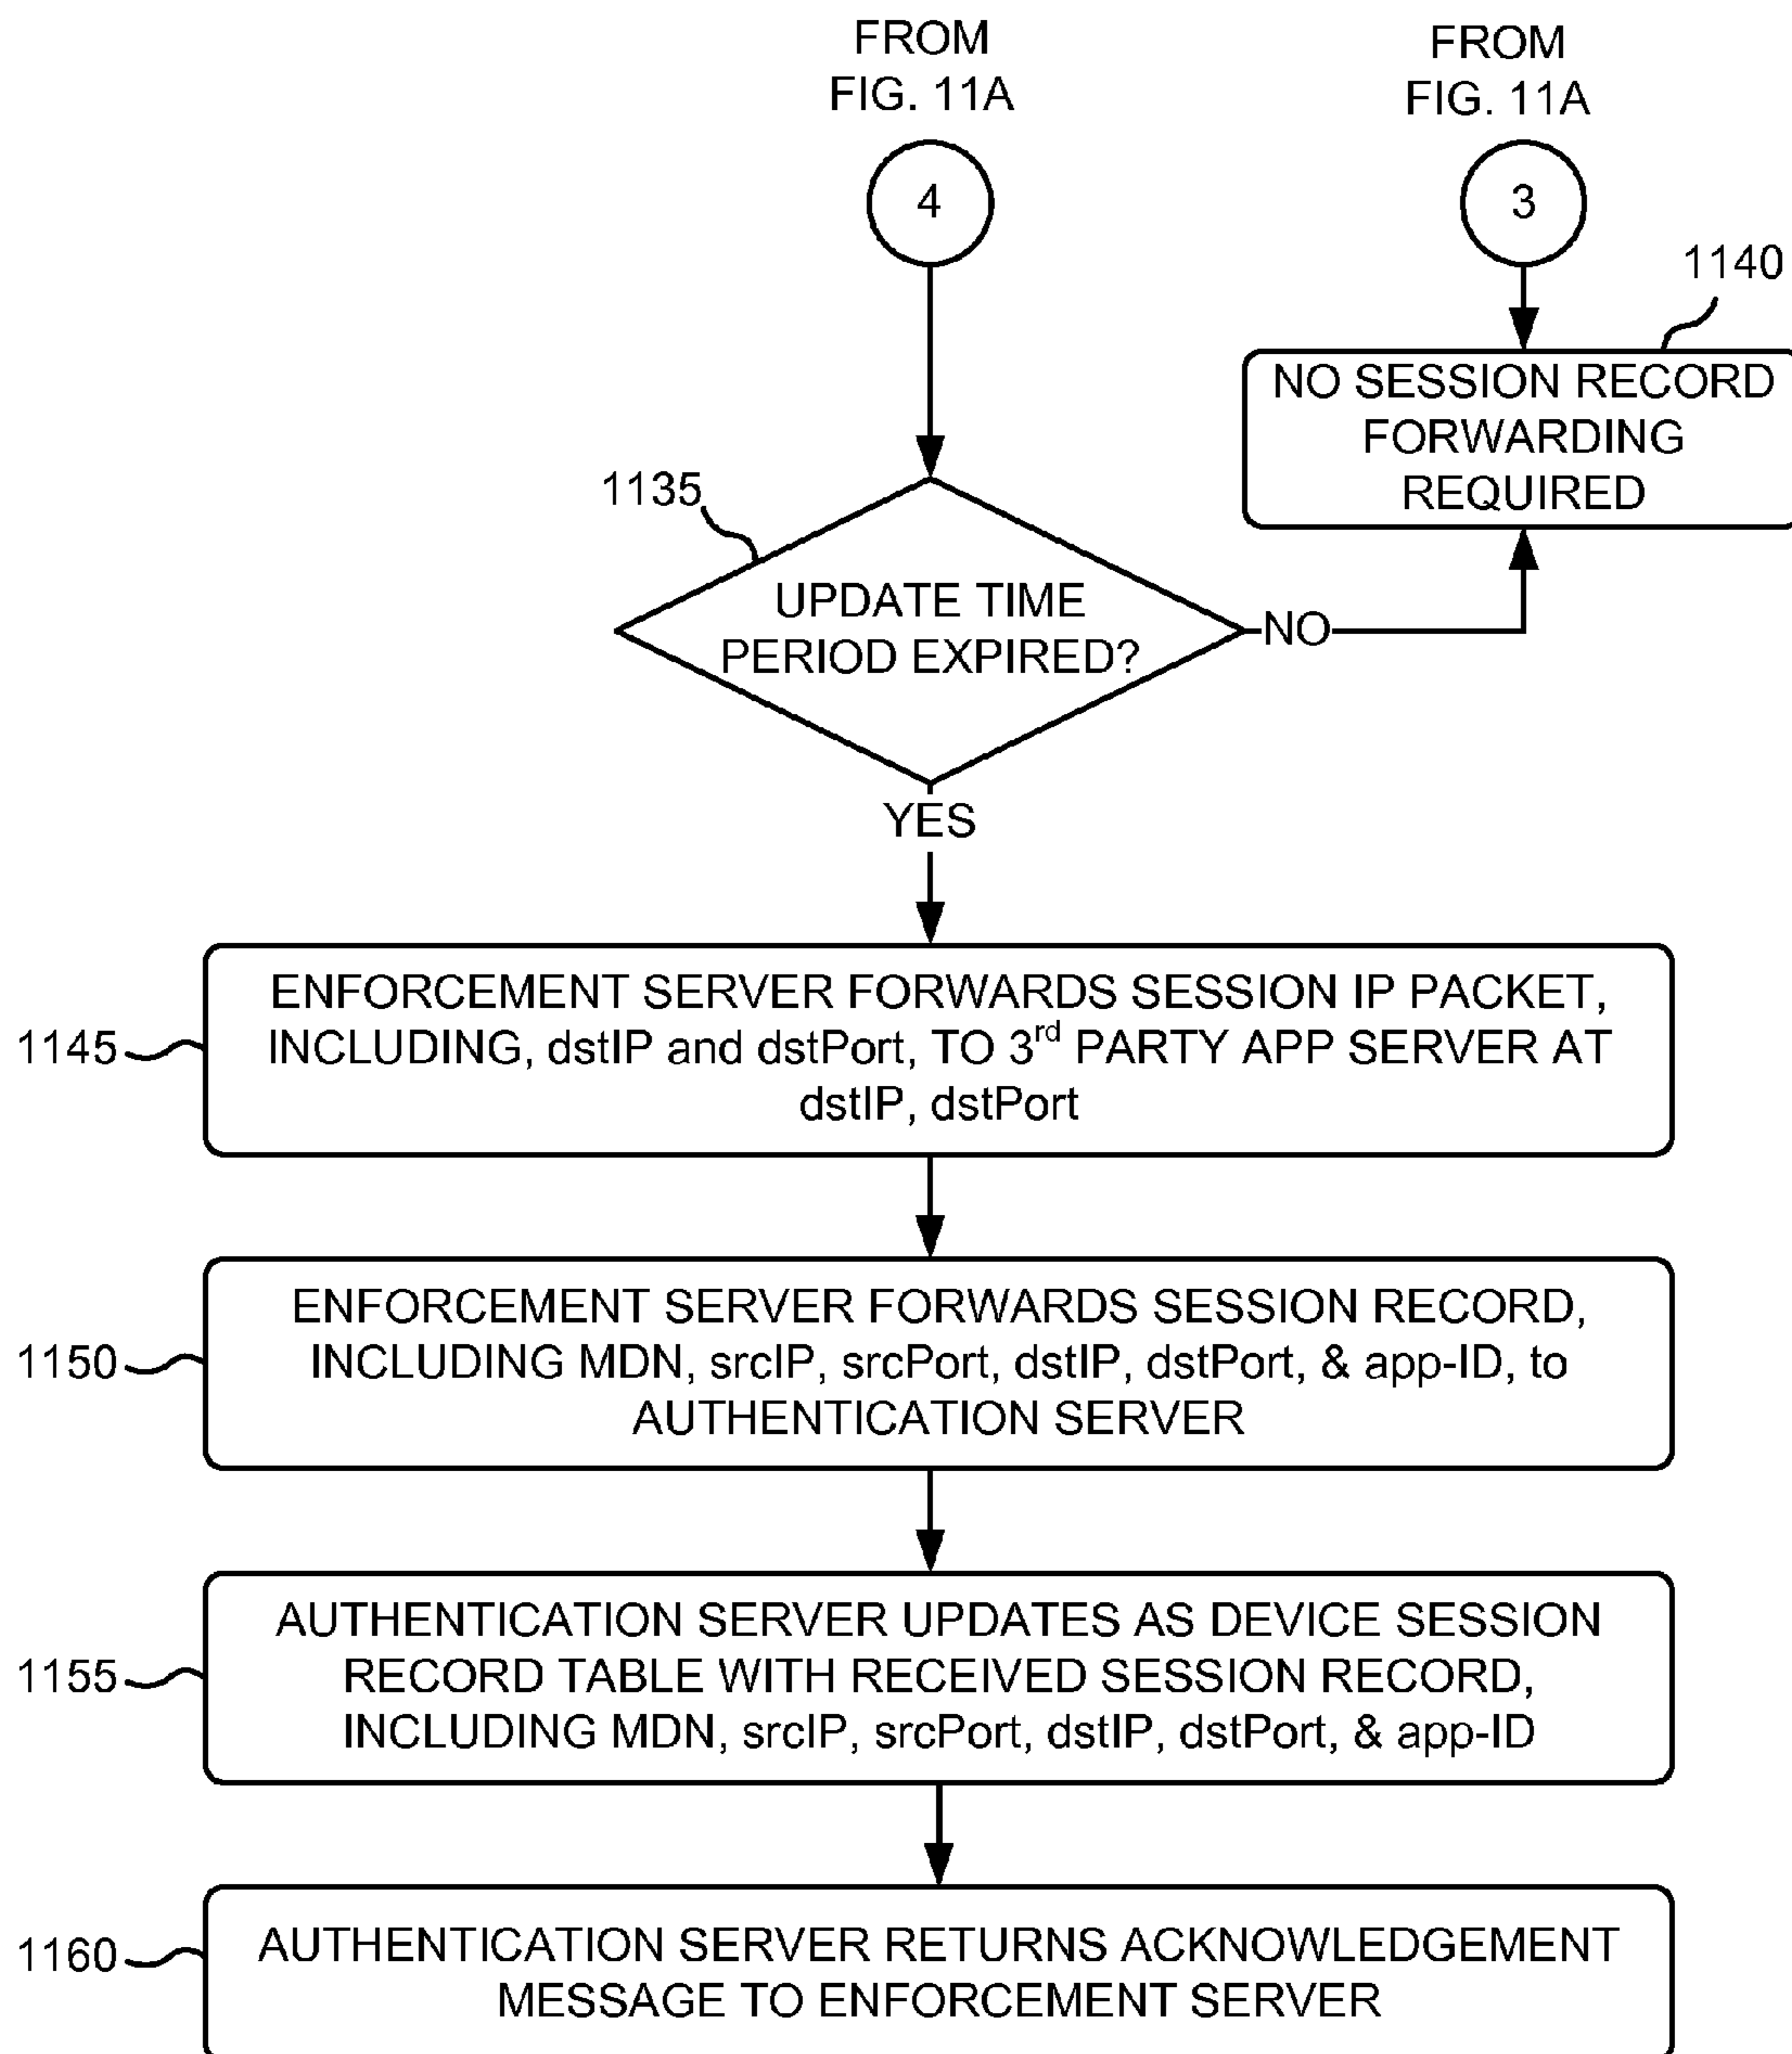 FROM
FIG. 11A
FROM
FIG. 11A
4
3
1140
NO SESSION RECORD
FORWARDING
REQUIRED
1135
UPDATE TIME
PERIOD EXPIRED?
NO
YES
1145
ENFORCEMENT SERVER FORWARDS SESSION IP PACKET,
INCLUDING, dstIP and dstPort, TO 3rd PARTY APP SERVER AT
dstIP, dstPort
1150
ENFORCEMENT SERVER FORWARDS SESSION RECORD,
INCLUDING MDN, srcIP, srcPort, dstIP, dstPort, & app-ID, to
AUTHENTICATION SERVER
1155
AUTHENTICATION SERVER UPDATES AS DEVICE SESSION
RECORD TABLE WITH RECEIVED SESSION RECORD,
INCLUDING MDN, srcIP, srcPort, dstIP, dstPort, & app-ID
1160
AUTHENTICATION SERVER RETURNS ACKNOWLEDGEMENT
MESSAGE TO ENFORCEMENT SERVER